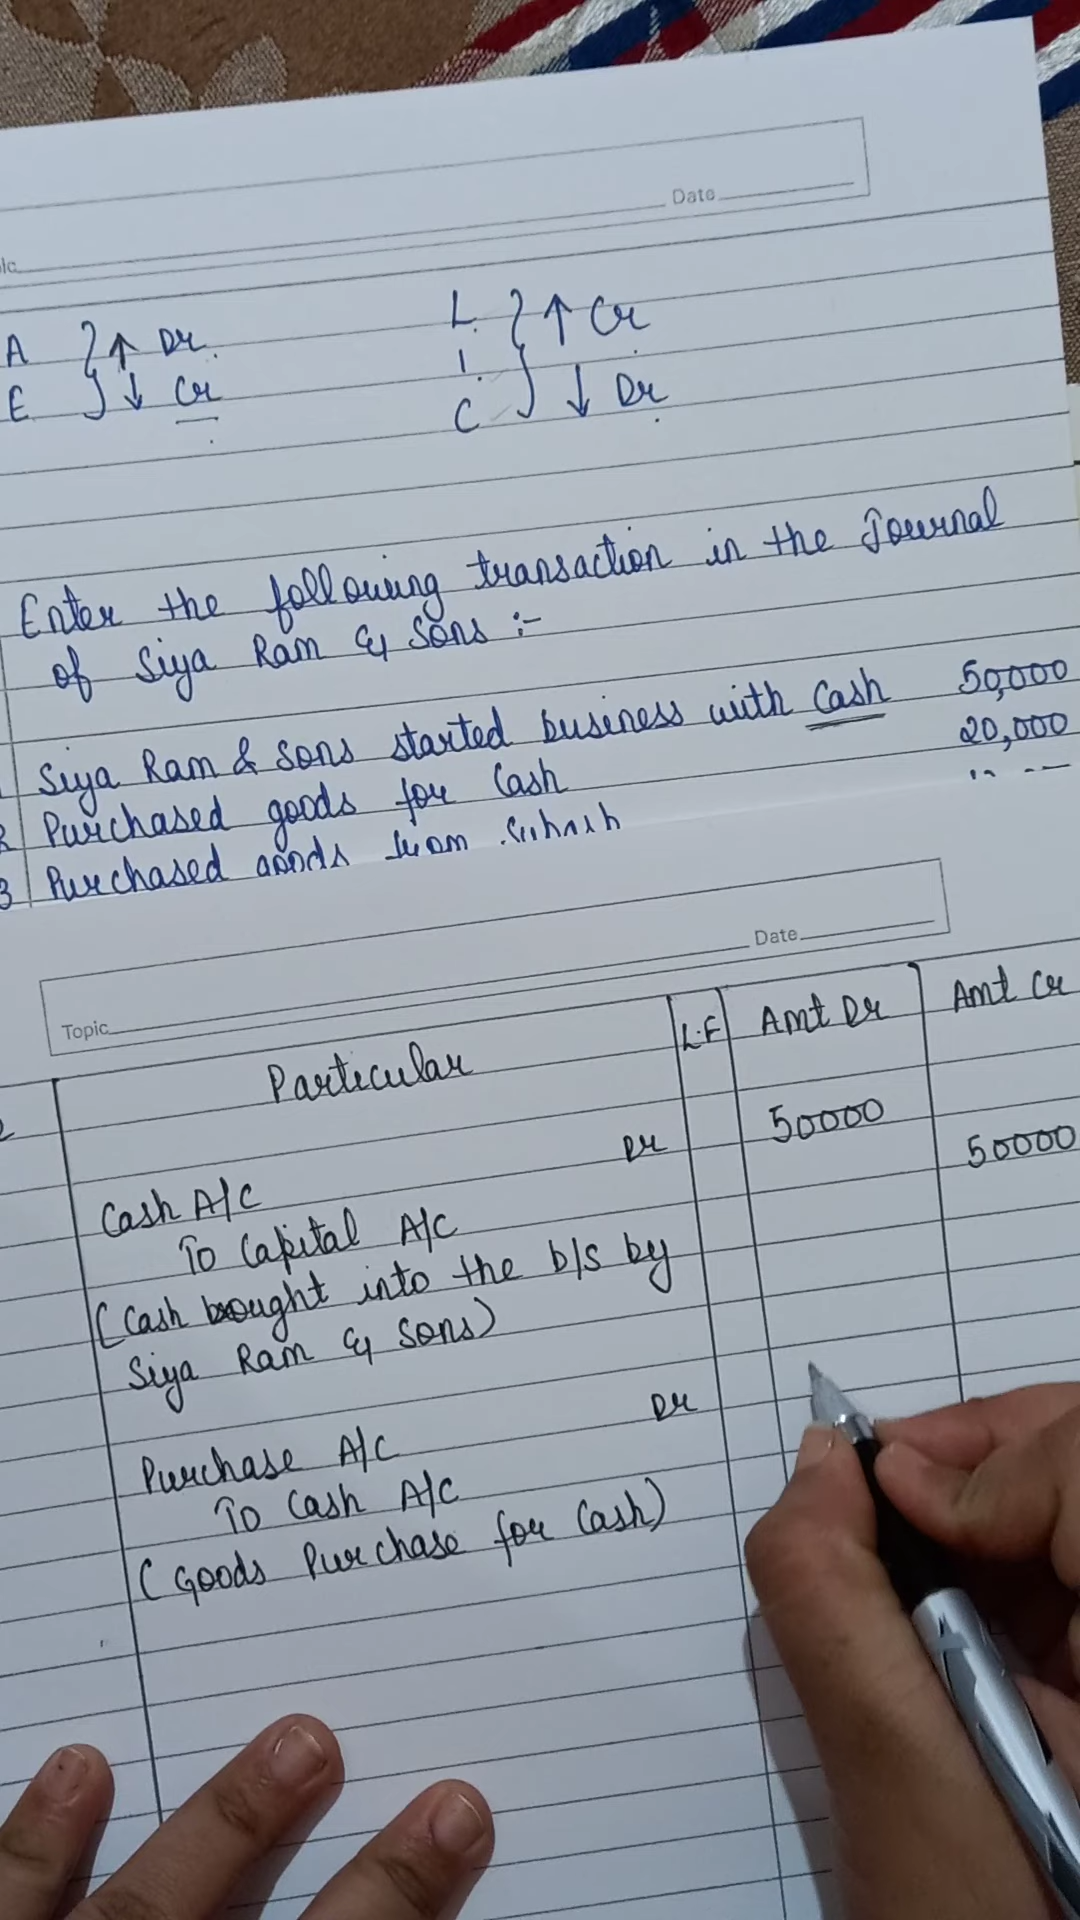 Date
A } ↑ Dr.
E ↓ Cr
L. } ↑ Cr
I.
C ↓ Dr
Enter the following transaction in the Journal
of Siya Ram & Sons :-
Siya Ram & Sons started business with Cash 50,000
2 Purchased goods for Cash 20,000
3 Purchased goods from
Date
Topic
Particular L.F Amt Dr Amt Cr
Cash A/C Dr 50000
To Capital A/C 50000
(Cash bought into the b/s by
Siya Ram & Sons)
Purchase A/C Dr
To Cash A/C
(Goods Purchase for Cash)